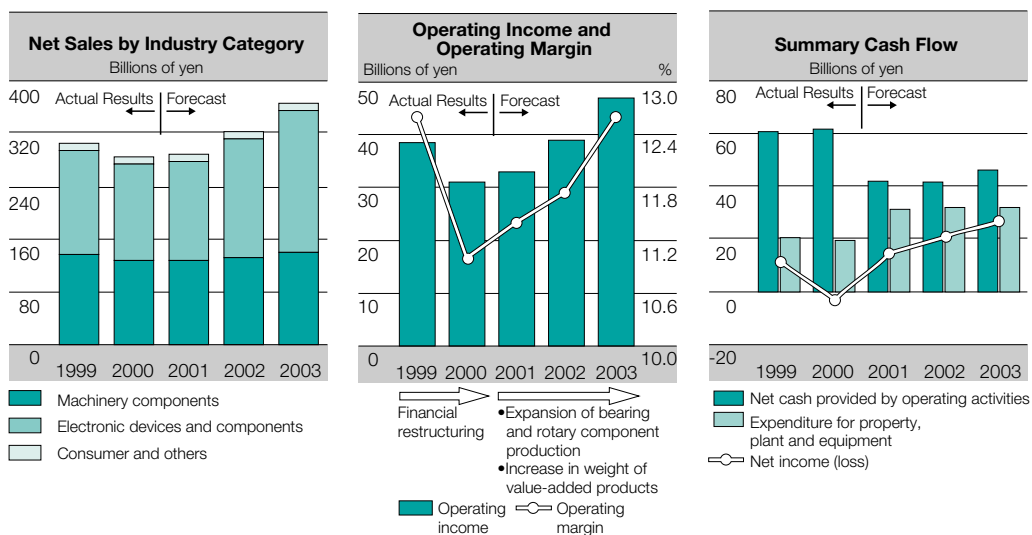 Net Sales by Industry Category
Billions of yen
400
Actual Results
Forecast
320
240
160
80
0
1999 2000 2001 2002 2003
Machinery components
Electronic devices and components
Consumer and others
Operating Income and
Operating Margin
Billions of yen
%
50
Actual Results
Forecast
13.0
40
12.4
30
11.8
20
11.2
10
10.6
0
10.0
1999 2000 2001 2002 2003
Financial
restructuring
•Expansion of bearing
and rotary component
production
•Increase in weight of
value-added products
Operating
income
Operating
margin
Summary Cash Flow
Billions of yen
80
Actual Results
Forecast
60
40
20
0
-20
1999 2000 2001 2002 2003
Net cash provided by operating activities
Expenditure for property,
plant and equipment
Net income (loss)